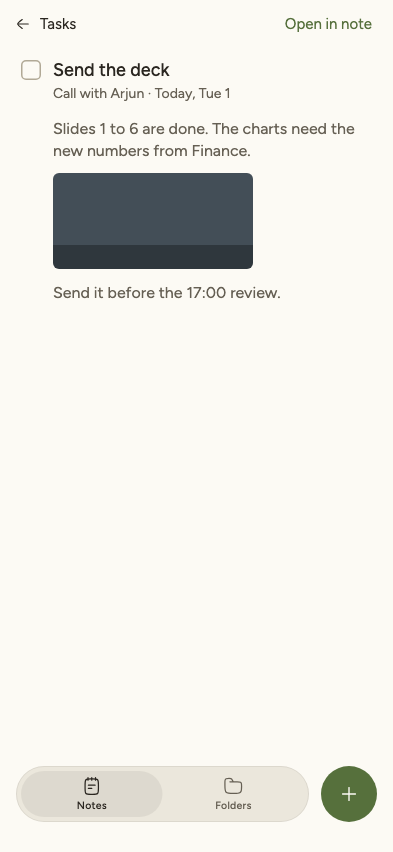 Tasks
Open in note
Send the deck
Call with Arjun · Today, Tue 1
Slides 1 to 6 are done. The charts need the
new numbers from Finance.
Send it before the 17:00 review.
Notes
Folders